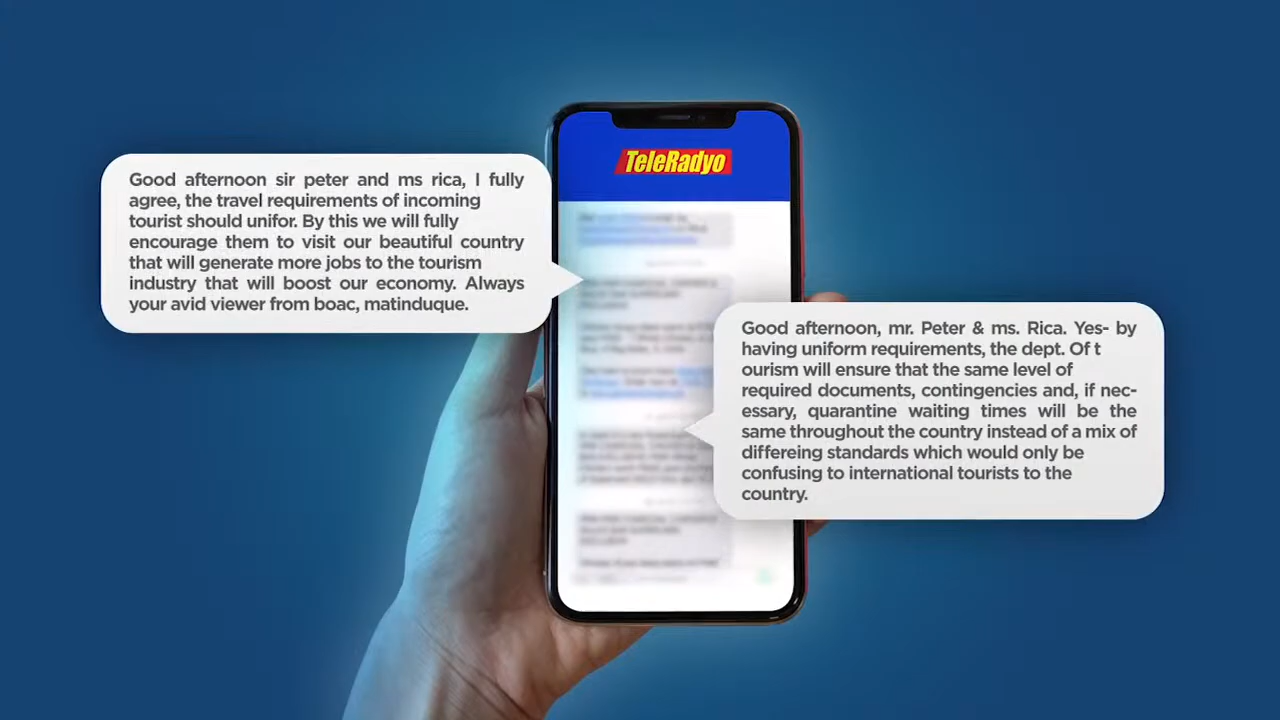 TeleRadyo
Good afternoon sir peter and ms rica, I fully
agree, the travel requirements of incoming
tourist should unifor. By this we will fully
encourage them to visit our beautiful country
that will generate more jobs to the tourism
industry that will boost our economy. Always
your avid viewer from boac, matinduque.
Good afternoon, mr. Peter & ms. Rica. Yes- by
having uniform requirements, the dept. Of t
ourism will ensure that the same level of
required documents, contingencies and, if nec-
essary, quarantine waiting times will be the
same throughout the country instead of a mix of
differeing standards which would only be
confusing to international tourists to the
country.